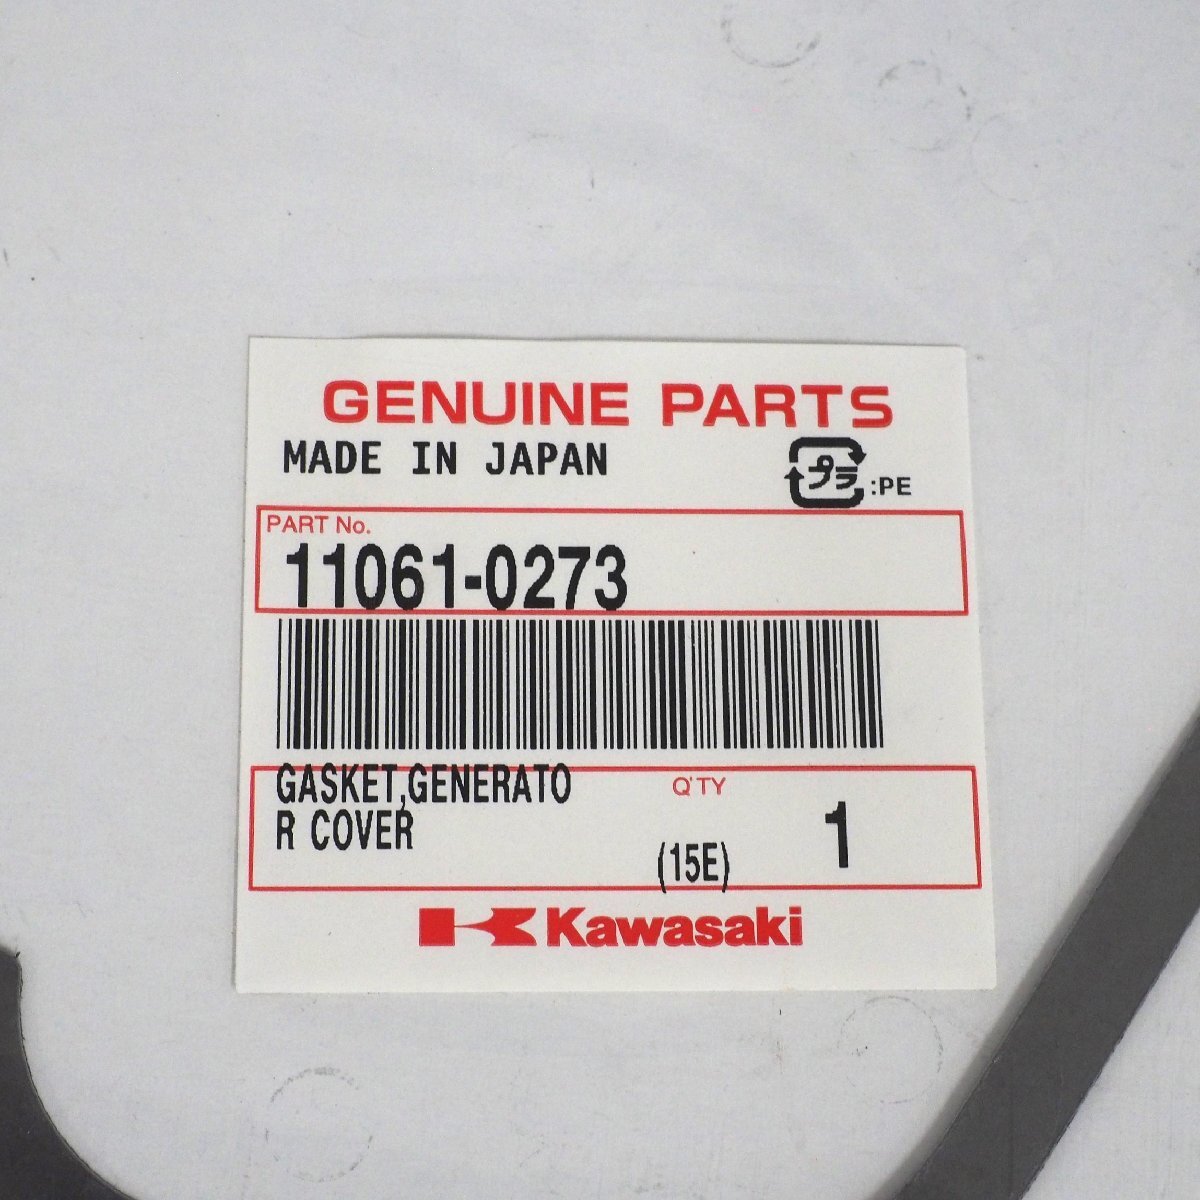 GENUINE PARTS
MADE IN JAPAN
プラ :PE
PART No.
11061-0273
GASKET,GENERATO
R COVER
Q'TY
(15E)
1
Kawasaki